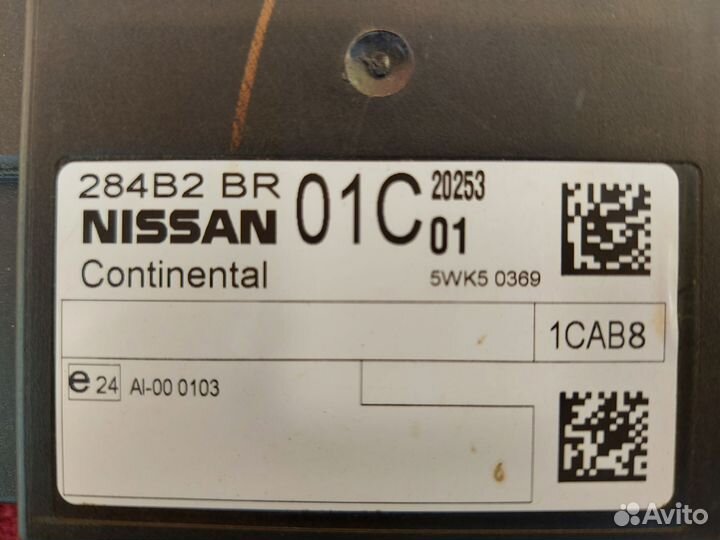 284B2 BR 01C 20253
NISSAN 01
Continental 5WK5 0369
1CAB8
e 24 AI-00 0103
6
Avito